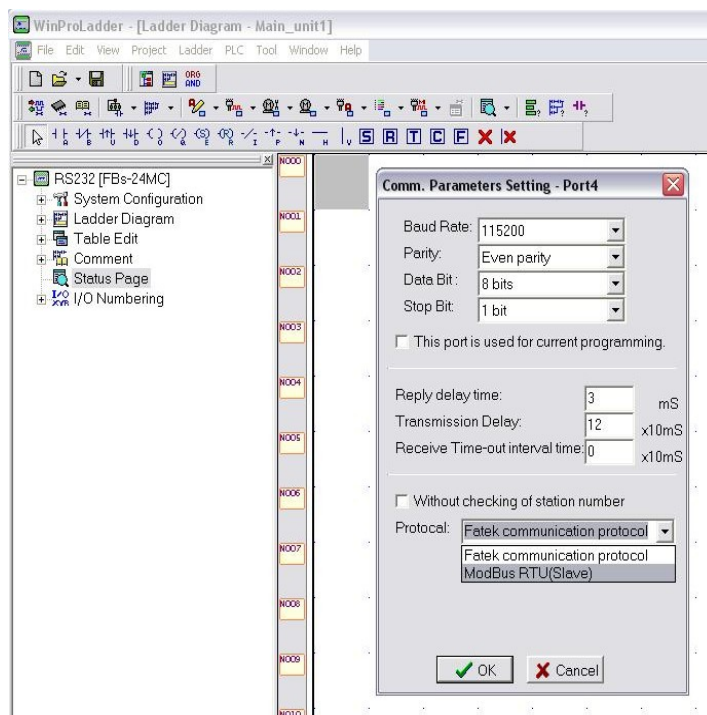 WinProLadder - [Ladder Diagram - Main_unit1]
File Edit View Project Ladder PLC Tool Window Help
ORG
AND
A B U D O Q E R I P N H V S R T C F
RS232 [FBs-24MC]
System Configuration
Ladder Diagram
Table Edit
Comment
Status Page
I/O Numbering
N000
N001
N002
N003
N004
N005
N006
N007
N008
N009
N010
Comm. Parameters Setting - Port4
Baud Rate: 115200
Parity: Even parity
Data Bit: 8 bits
Stop Bit: 1 bit
This port is used for current programming.
Reply delay time: 3 mS
Transmission Delay: 12 x10mS
Receive Time-out interval time: 0 x10mS
Without checking of station number
Protocal: Fatek communication protocol
Fatek communication protocol
ModBus RTU(Slave)
OK Cancel